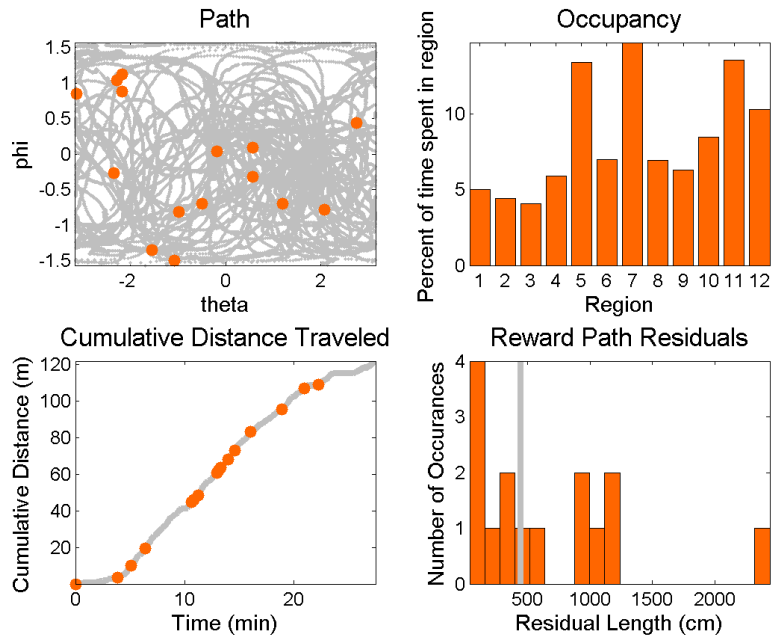 Path
1.5
1
0.5
0
-0.5
-1
-1.5
phi
-2 0 2
theta
Occupancy
10
5
0
Percent of time spent in region
1 2 3 4 5 6 7 8 9 10 11 12
Region
Cumulative Distance Traveled
120
100
80
60
40
20
Cumulative Distance (m)
0 10 20
Time (min)
Reward Path Residuals
4
3
2
1
0
Number of Occurances
500 1000 1500 2000
Residual Length (cm)